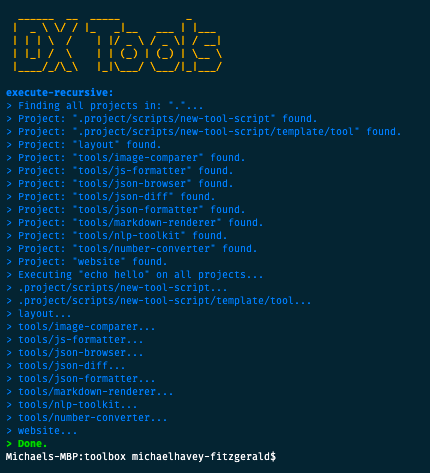 DX Tools
execute-recursive:
> Finding all projects in: "."...
> Project: ".project/scripts/new-tool-script" found.
> Project: ".project/scripts/new-tool-script/template/tool" found.
> Project: "layout" found.
> Project: "tools/image-comparer" found.
> Project: "tools/js-formatter" found.
> Project: "tools/json-browser" found.
> Project: "tools/json-diff" found.
> Project: "tools/json-formatter" found.
> Project: "tools/markdown-renderer" found.
> Project: "tools/nlp-toolkit" found.
> Project: "tools/number-converter" found.
> Project: "website" found.
> Executing "echo hello" on all projects...
> .project/scripts/new-tool-script...
> .project/scripts/new-tool-script/template/tool...
> layout...
> tools/image-comparer...
> tools/js-formatter...
> tools/json-browser...
> tools/json-diff...
> tools/json-formatter...
> tools/markdown-renderer...
> tools/nlp-toolkit...
> tools/number-converter...
> website...
> Done.
Michaels-MBP:toolbox michaelhavey-fitzgerald$